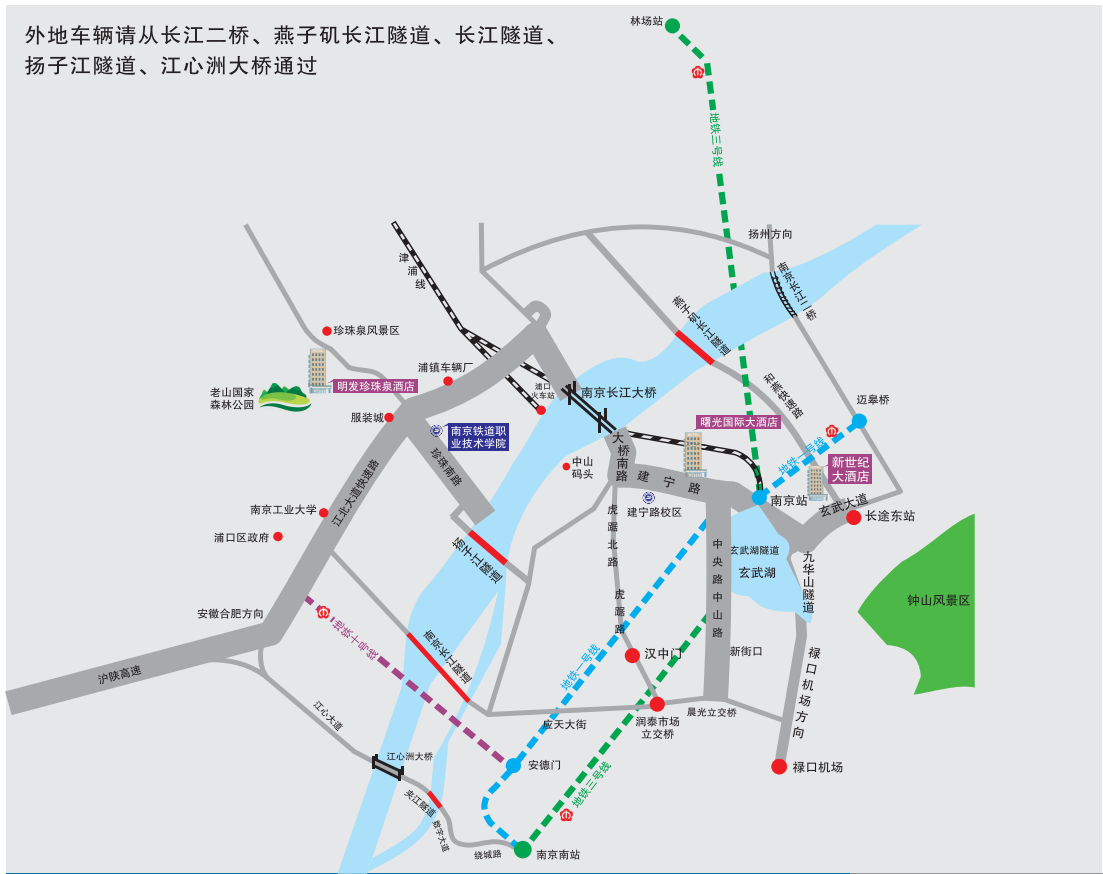 外地车辆请从长江二桥、燕子矶长江隧道、长江隧道、
扬子江隧道、江心洲大桥通过
林场站
地铁三号线
扬州方向
南京长江二桥
津浦线
燕子矶长江隧道
珍珠泉风景区
浦镇车辆厂
明发珍珠泉酒店
老山国家
森林公园
浦口
火车站
南京长江大桥
和燕快速路
迈皋桥
服装城
南京铁道职
业技术学院
曙光国际大酒店
地铁一号线
大桥南路
珍珠南路
中山
码头
建宁路
新世纪
大酒店
江北大道快速路
南京工业大学
建宁路校区
南京站
玄武大道
长途东站
浦口区政府
扬子江隧道
虎踞北路
中央路中山路
玄武湖隧道
玄武湖
九华山隧道
钟山风景区
安徽合肥方向
虎踞路
地铁十号线
南京长江隧道
汉中门
新街口
禄口机场方向
沪陕高速
地铁一号线
江心大道
应天大街
润泰市场
立交桥
晨光立交桥
江心洲大桥
安德门
禄口机场
夹江隧道
地铁三号线
数字大道
绕城路
南京南站